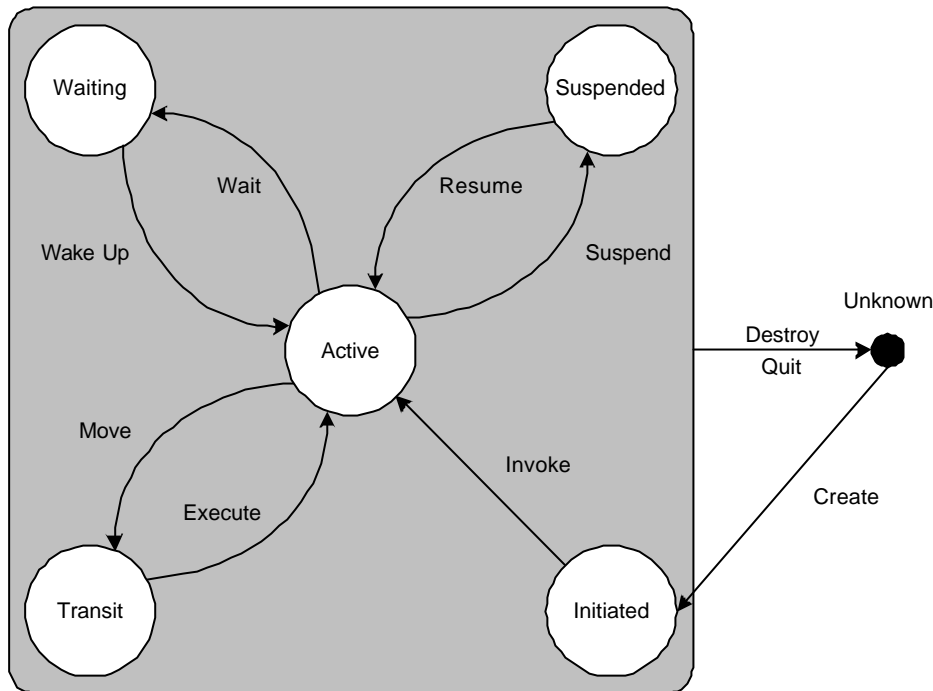 Waiting
Suspended
Wait
Resume
Wake Up
Suspend
Unknown
Active
Destroy
Quit
Move
Invoke
Create
Execute
Transit
Initiated